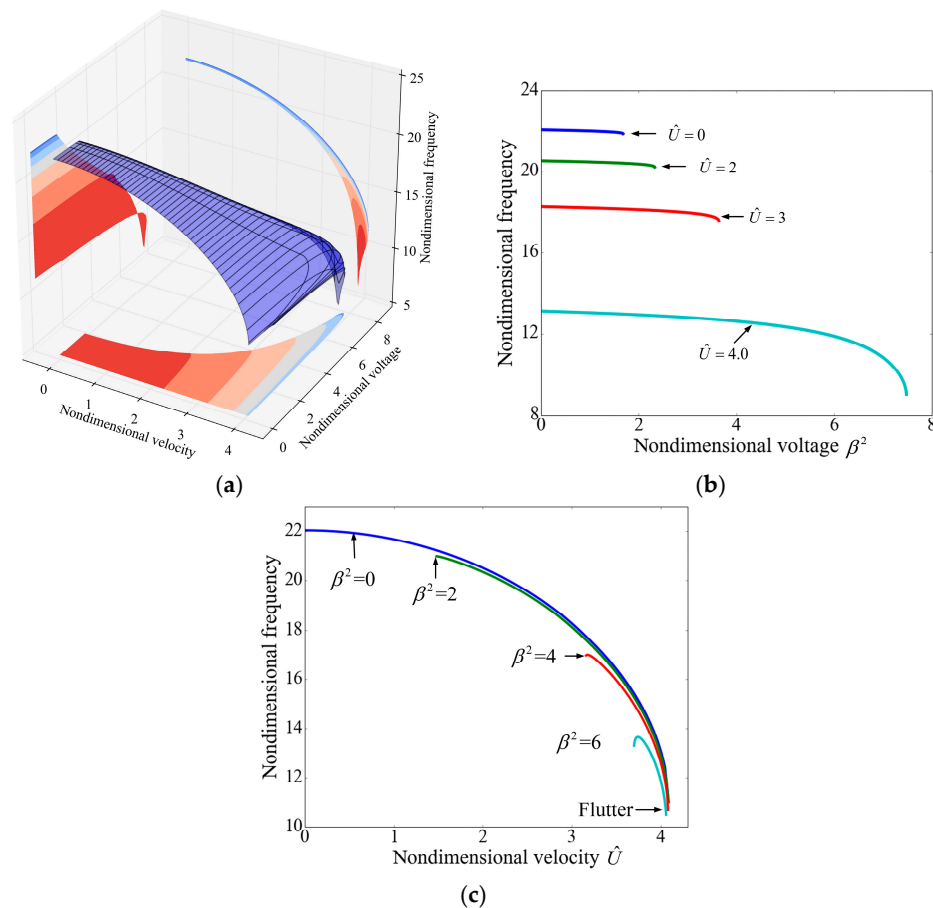 25
20
15
10
5
Nondimensional frequency
0
1
2
3
4
Nondimensional velocity
0
2
4
6
8
Nondimensional voltage
(a)
24
20
16
12
8
Nondimensional frequency
Û = 0
Û = 2
Û = 3
Û = 4.0
0 2 4 6 8
Nondimensional voltage β²
(b)
22
20
18
16
14
12
10
Nondimensional frequency
β²=0
β²=2
β²=4
β²=6
Flutter
0 1 2 3 4
Nondimensional velocity Û
(c)